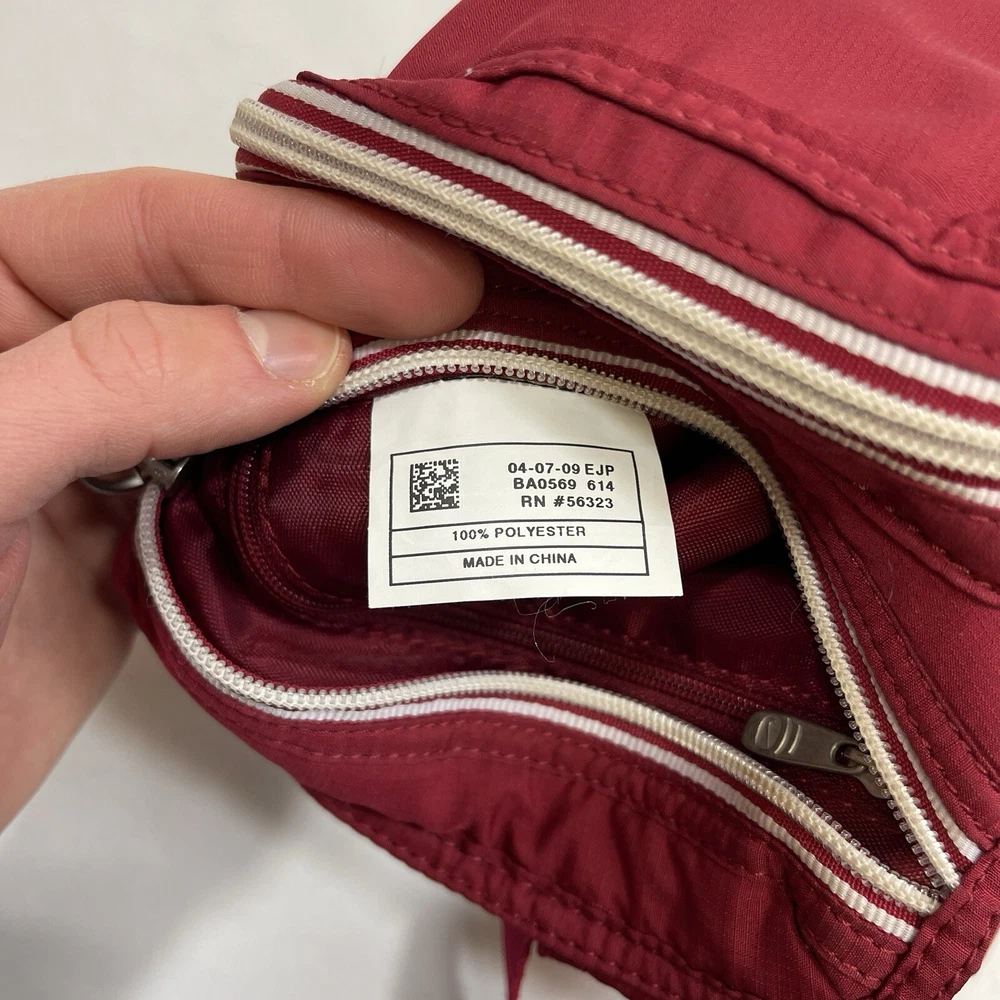 04-07-09 EJP
BA0569 614
RN #56323
100% POLYESTER
MADE IN CHINA